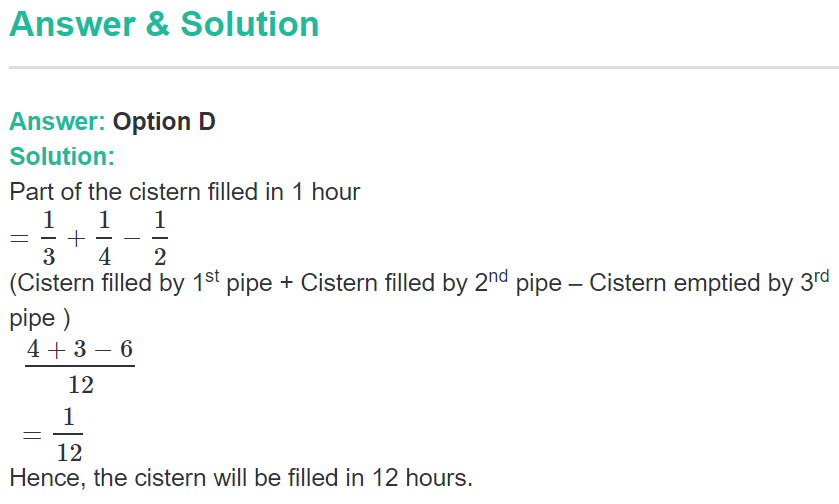 Answer & Solution
Answer: Option D
Solution:
Part of the cistern filled in 1 hour
= 1/3 + 1/4 − 1/2
(Cistern filled by 1st pipe + Cistern filled by 2nd pipe – Cistern emptied by 3rd
pipe )
4 + 3 − 6 / 12
= 1/12
Hence, the cistern will be filled in 12 hours.